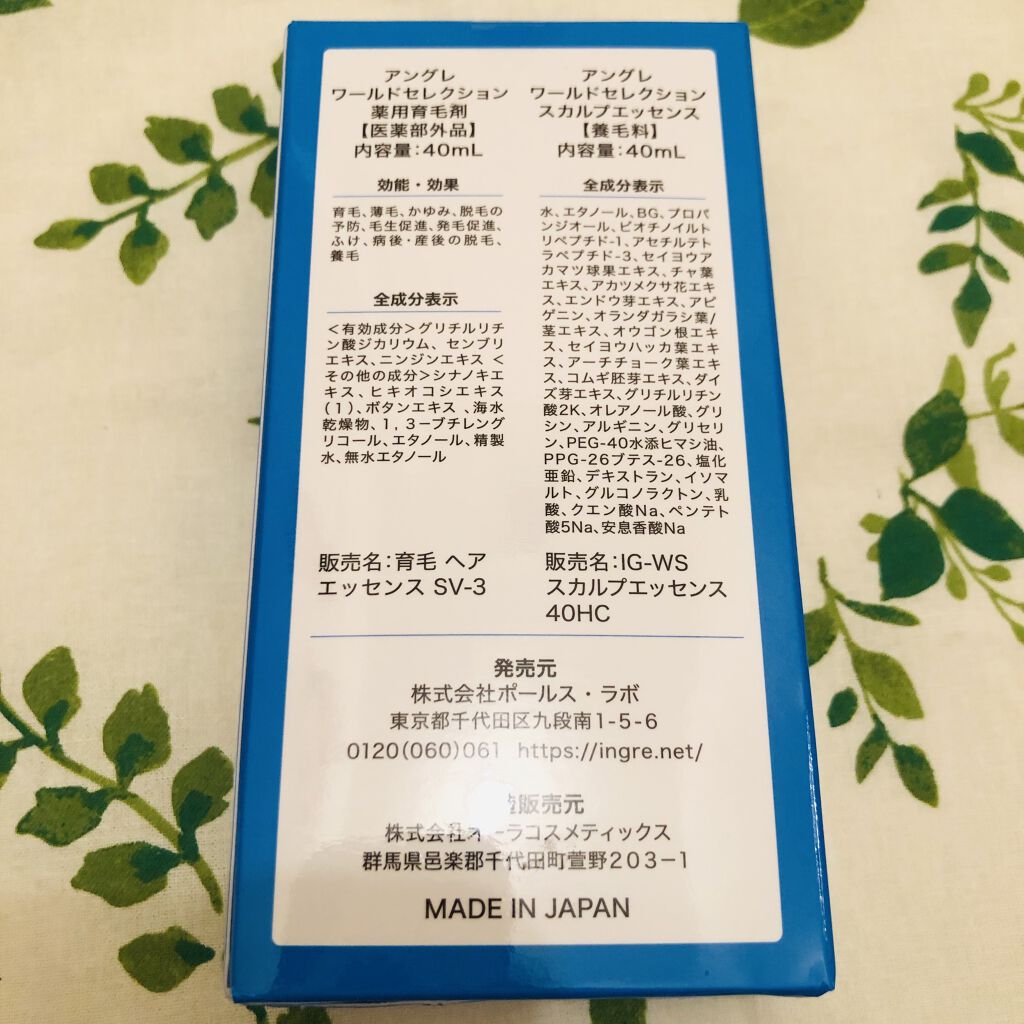 アングレ
ワールドセレクション
薬用育毛剤
【医薬部外品】
内容量:40mL
効能・効果
育毛、薄毛、かゆみ、脱毛の
予防、毛生促進、発毛促進、
ふけ、病後・産後の脱毛、
養毛
全成分表示
<有効成分>グリチルリチ
ン酸ジカリウム、センブリ
エキス、ニンジンエキス <
その他の成分>シナノキエ
キス、ヒキオコシエキス
(1)、ボタンエキス 、海水
乾燥物、1,3-ブチレング
リコール、エタノール、精製
水、無水エタノール
販売名:育毛 ヘア
エッセンス SV-3
アングレ
ワールドセレクション
スカルプエッセンス
【養毛料】
内容量:40mL
全成分表示
水、エタノール、BG、プロパ
ンジオール、ビオチノイルト
リペプチド-1、アセチルテト
ラペプチド-3、セイヨウア
カマツ球果エキス、チャ葉
エキス、アカツメクサ花エキ
ス、エンドウ芽エキス、アピ
ゲニン、オランダガラシ葉/
茎エキス、オウゴン根エキ
ス、セイヨウハッカ葉エキ
ス、アーチチョーク葉エキ
ス、コムギ胚芽エキス、ダイ
ズ芽エキス、グリチルリチン
酸2K、オレアノール酸、グリ
シン、アルギニン、グリセリ
ン、PEG-40水添ヒマシ油、
PPG-26ブテス-26、塩化
亜鉛、デキストラン、イソマ
ルト、グルコノラクトン、乳
酸、クエン酸Na、ペンテト
酸5Na、安息香酸Na
販売名:IG-WS
スカルプエッセンス
40HC
発売元
株式会社ポールス・ラボ
東京都千代田区九段南1-5-6
0120(060)061 https://ingre.net/
販売元
株式会社 ラコスメティックス
群馬県邑楽郡千代田町萱野203-1
MADE IN JAPAN